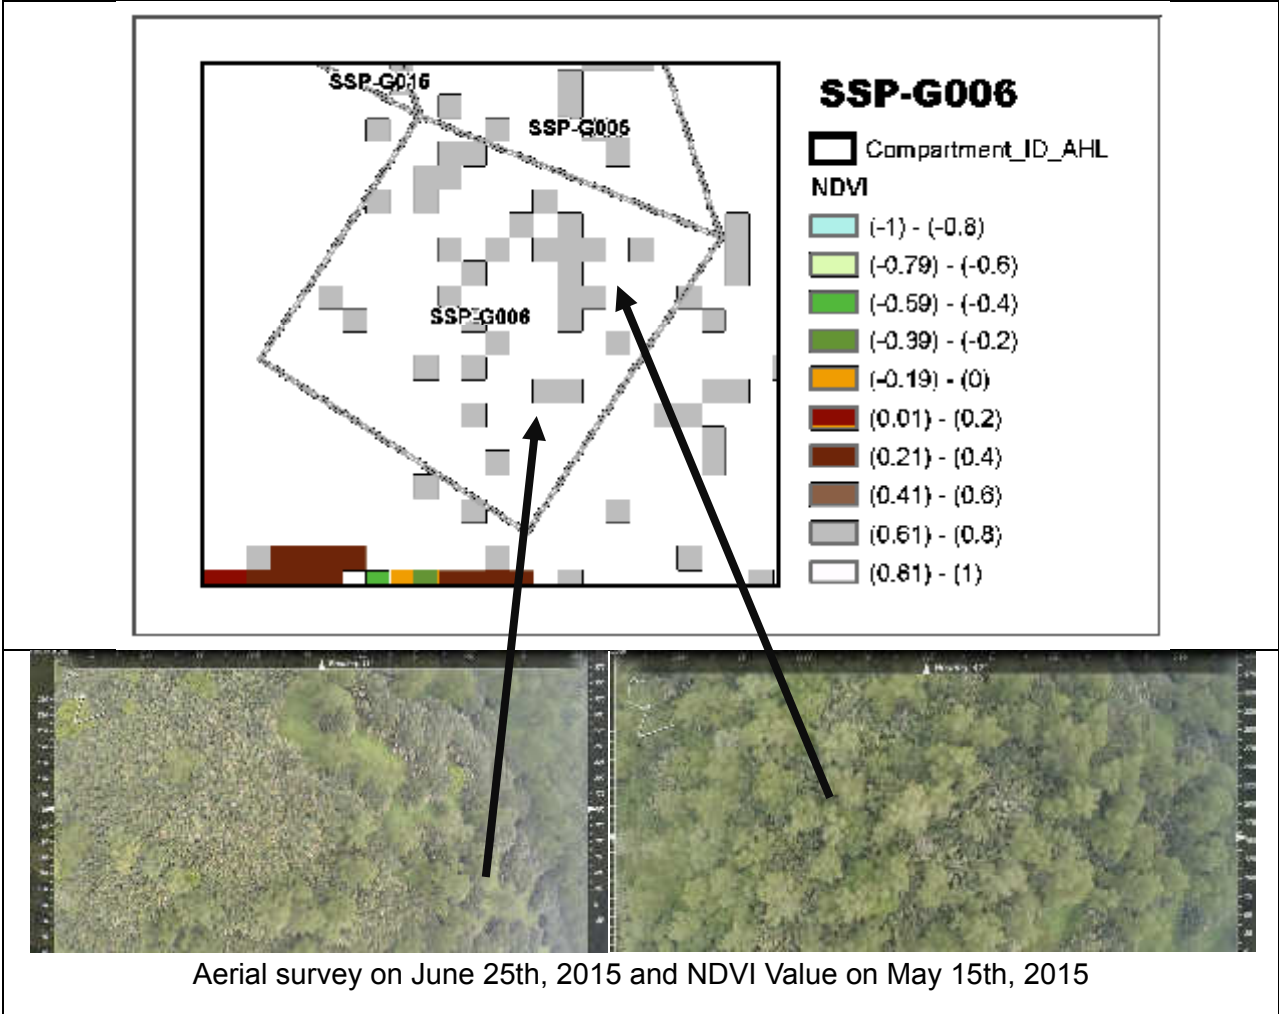 SSP-G016
SSP-G005
SSP-G006
SSP-G006
Compartment_ID_AHL
NDVI
(-1) - (-0.8)
(-0.79) - (-0.6)
(-0.59) - (-0.4)
(-0.39) - (-0.2)
(-0.19) - (0)
(0.01) - (0.2)
(0.21) - (0.4)
(0.41) - (0.6)
(0.61) - (0.8)
(0.81) - (1)
Aerial survey on June 25th, 2015 and NDVI Value on May 15th, 2015